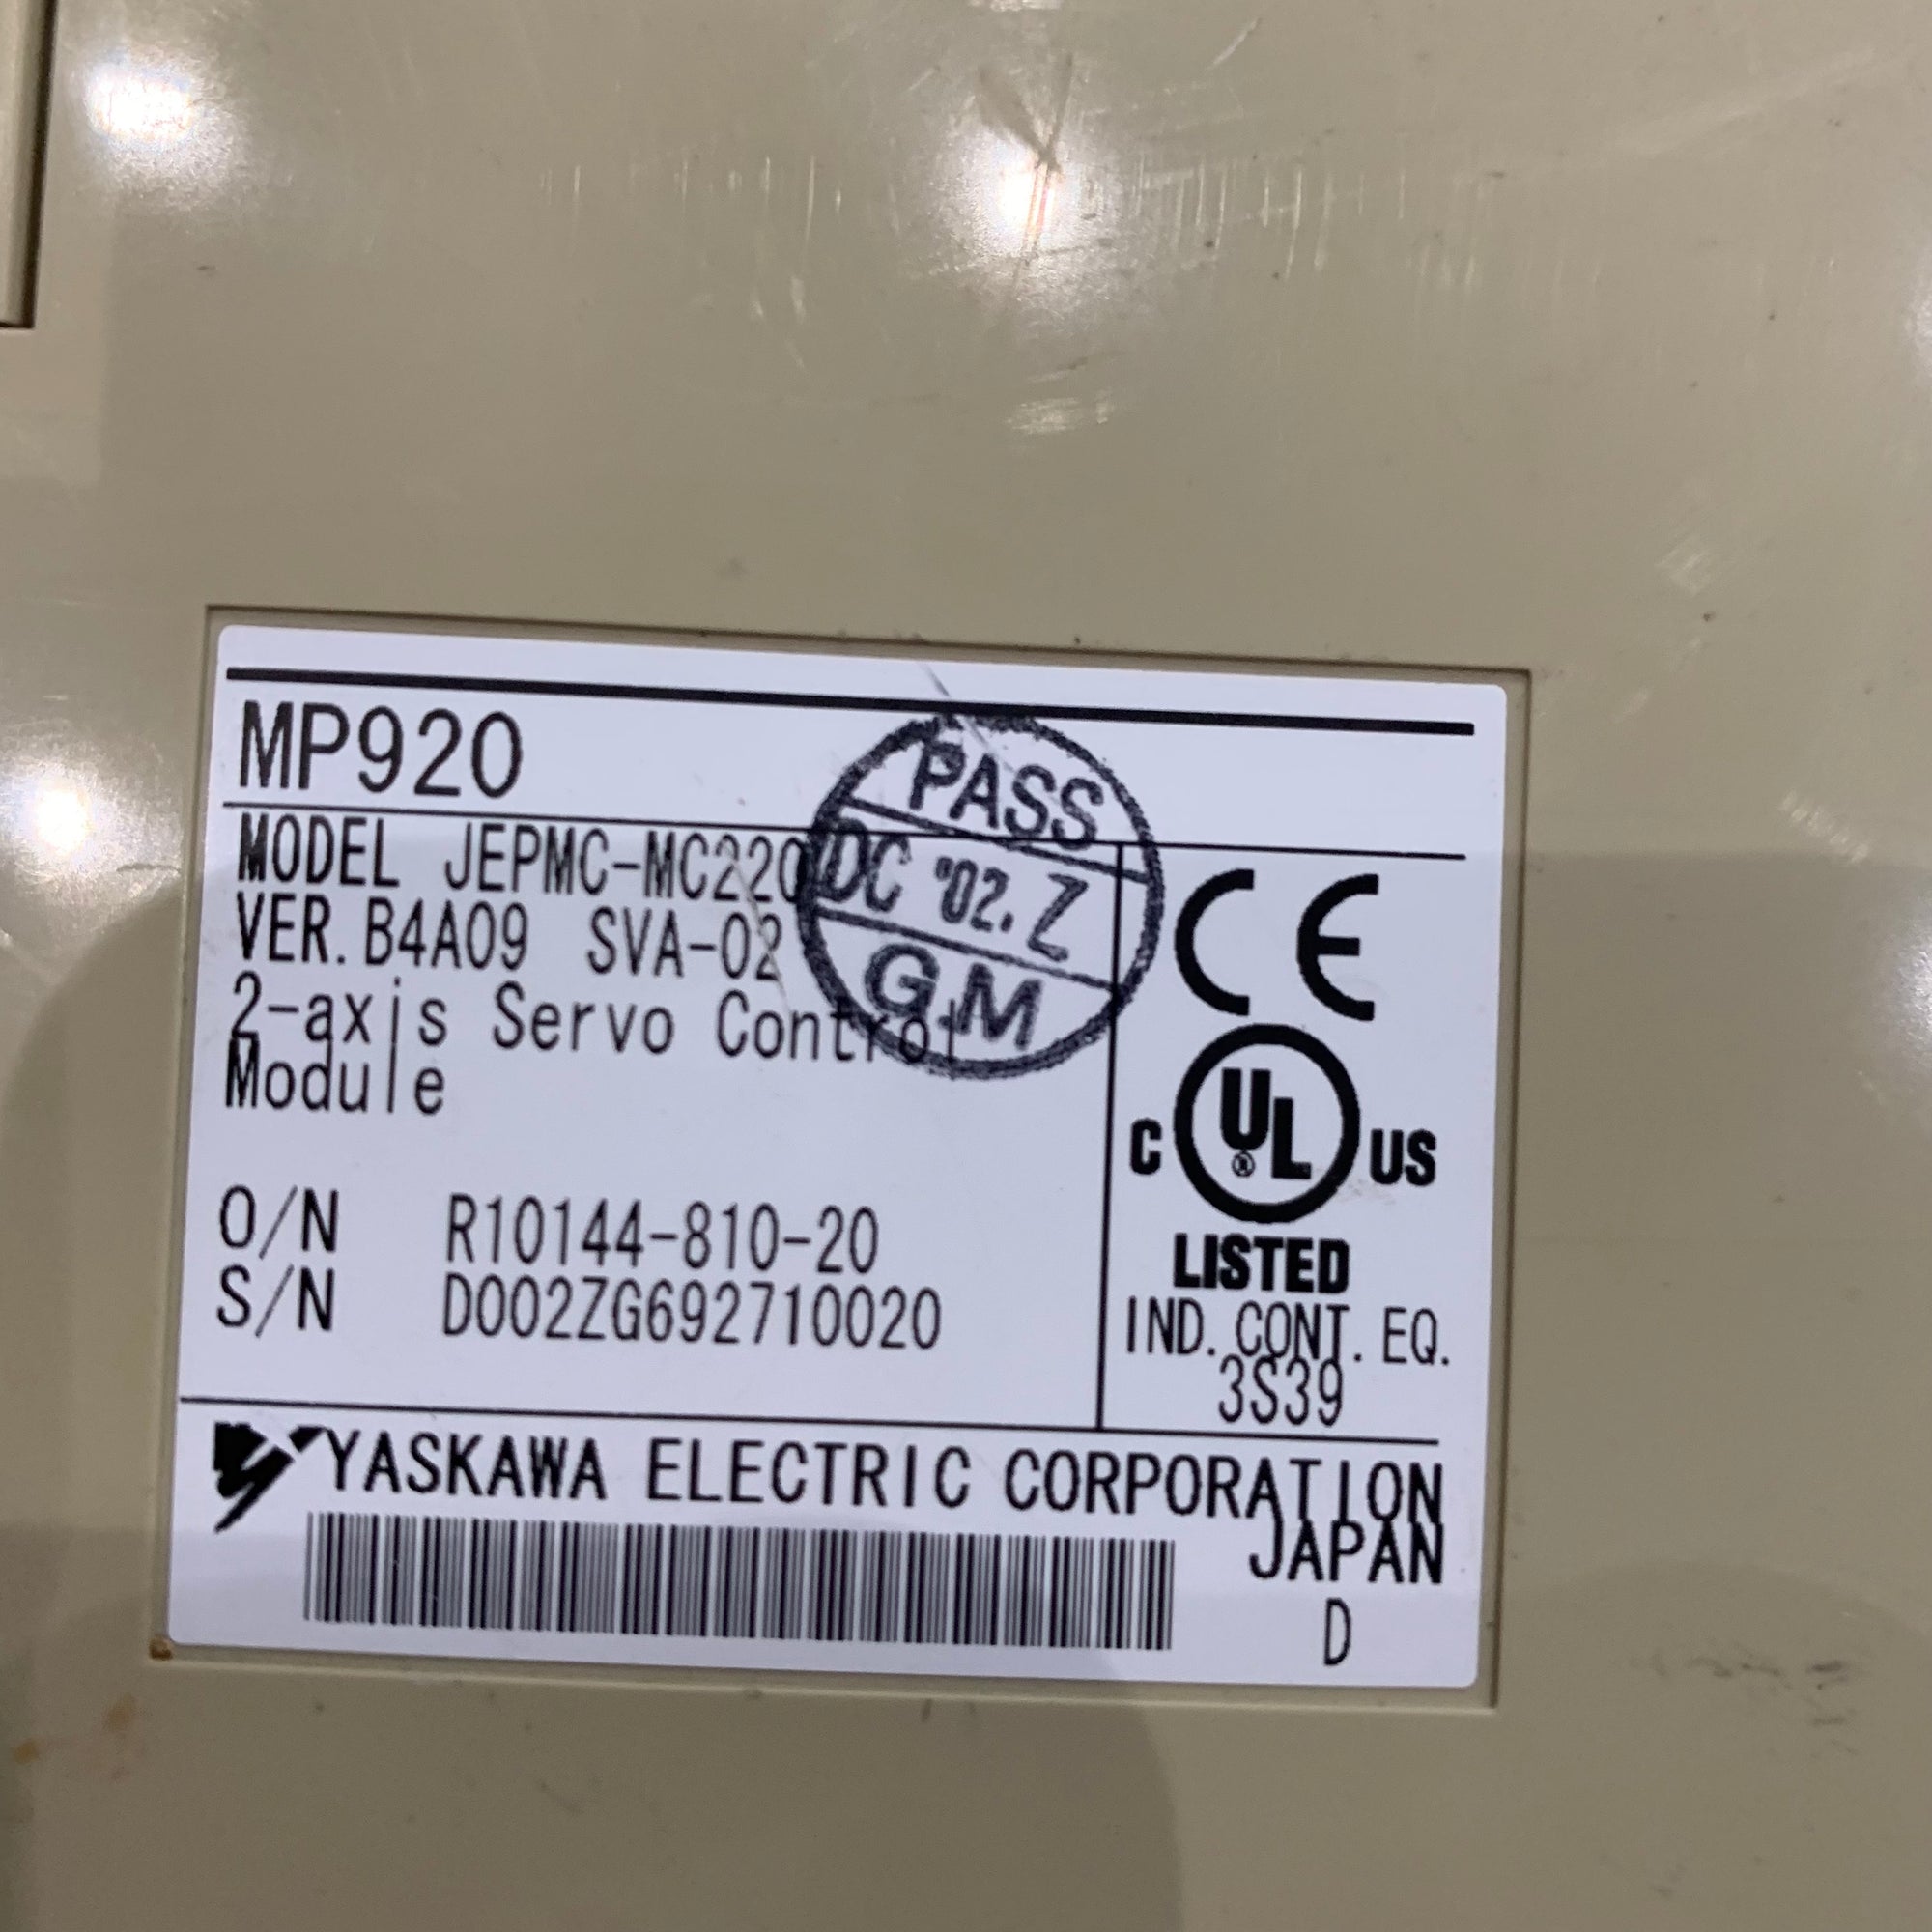 MP920
MODEL JEPMC-MC220
VER. B4A09 SVA-02
2-axis Servo Control
Module
PASS
DC '02. Z
G.M
O/N R10144-810-20
S/N D002ZG692710020
CE
C UL® US
LISTED
IND. CONT. EQ.
3S39
YASKAWA ELECTRIC CORPORATION
JAPAN
D